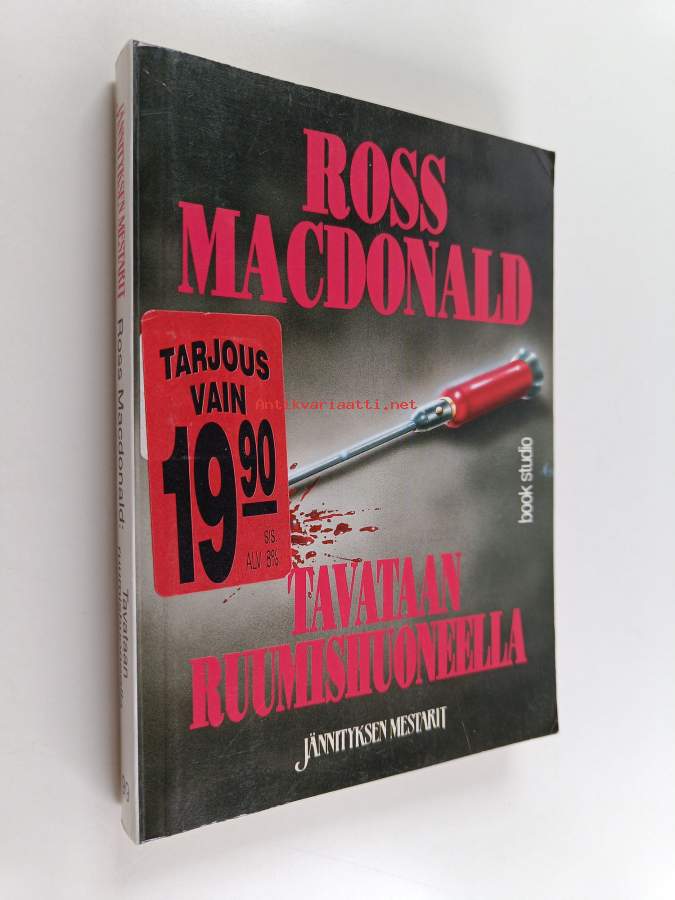 ROSS
MACDONALD
TARJOUS
VAIN
19,90
sis.
ALV 8%
Antikvariaatti.net
book studio
TAVATAAN
RUUMISHUONEELLA
JÄNNITYKSEN MESTARIT
JÄNNITYKSEN MESTARIT Ross Macdonald: Tavataan